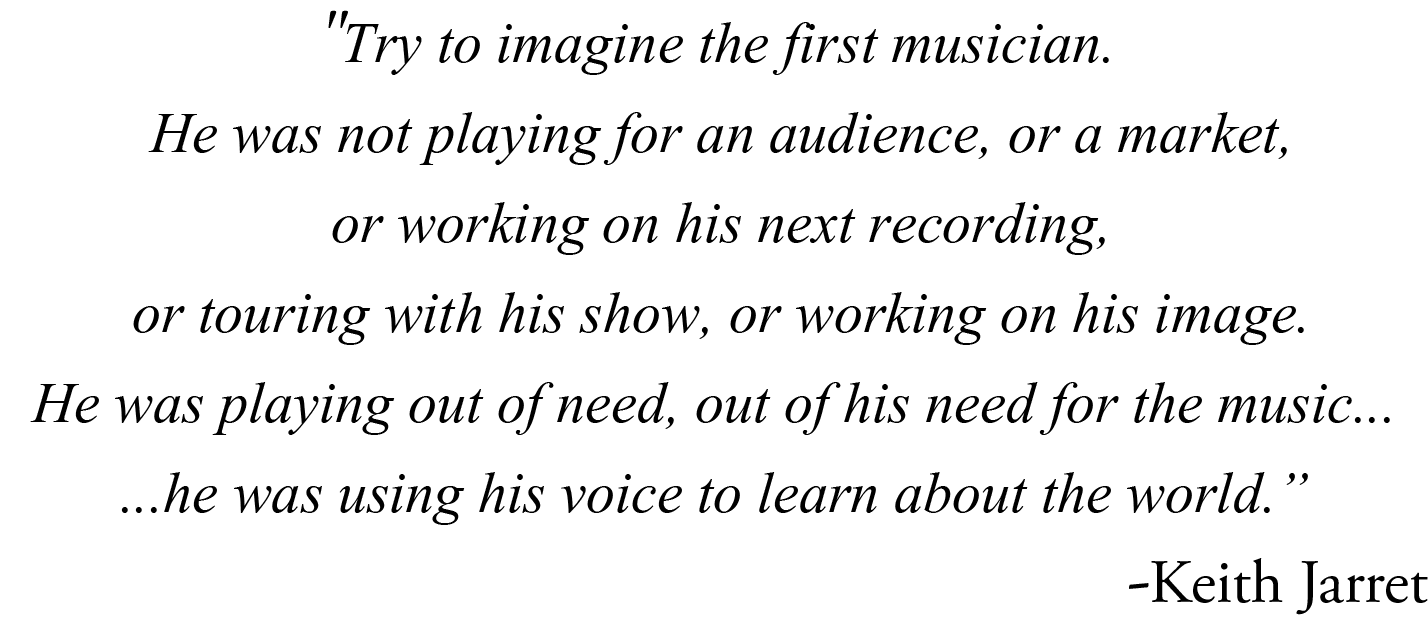 "Try to imagine the first musician.
He was not playing for an audience, or a market,
or working on his next recording,
or touring with his show, or working on his image.
He was playing out of need, out of his need for the music...
...he was using his voice to learn about the world.”
-Keith Jarret